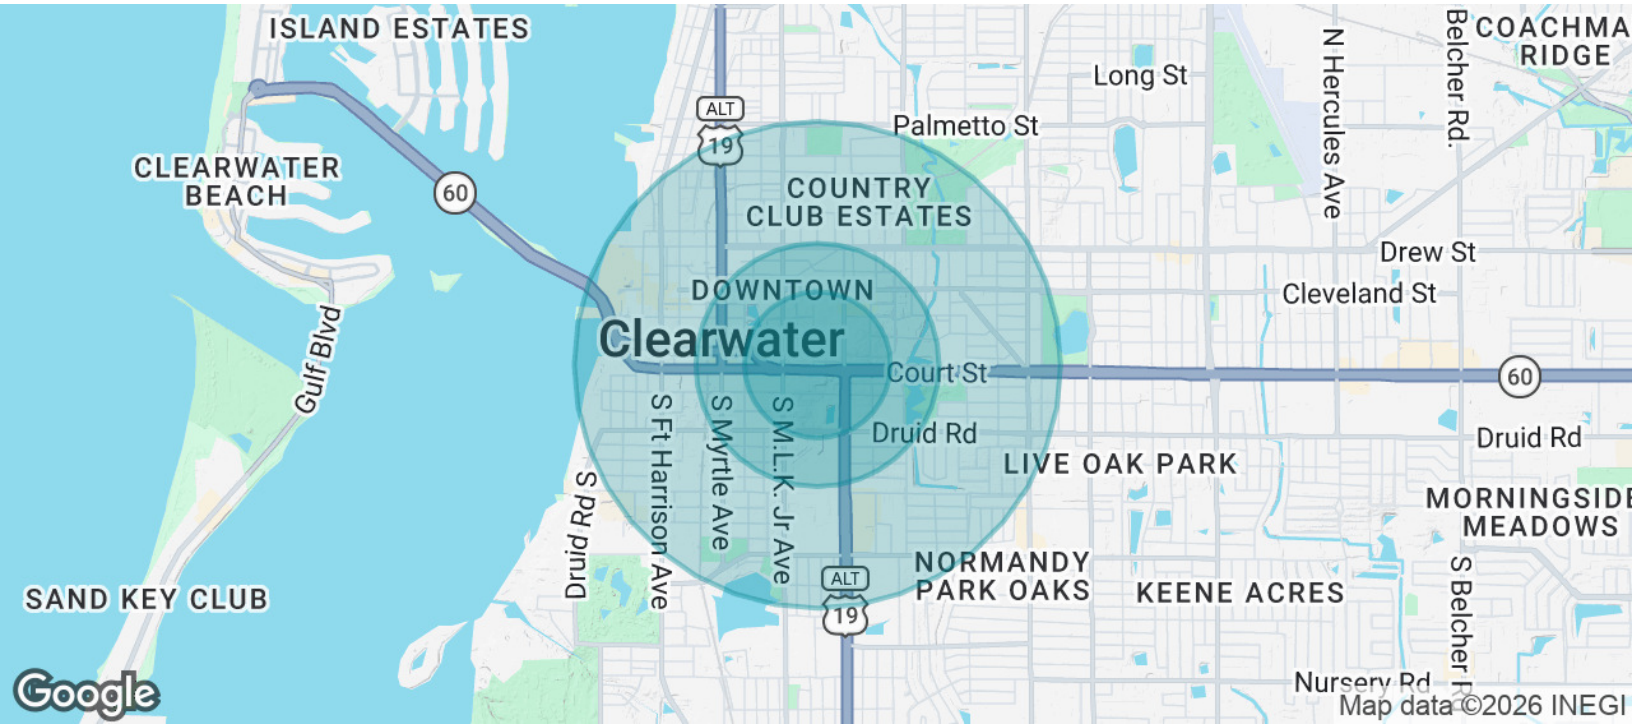 ISLAND ESTATES
COACHMA
RIDGE
Belcher Rd.
N Hercules Ave
Long St
ALT
19
Palmetto St
CLEARWATER
BEACH
60
COUNTRY
CLUB ESTATES
Drew St
DOWNTOWN
Cleveland St
Gulf Blvd
Clearwater
Court St
60
S Ft Harrison Ave
S Myrtle Ave
S M.L.K. Jr Ave
Druid Rd
Druid Rd
LIVE OAK PARK
Druid Rd S
MORNINGSIDE
MEADOWS
NORMANDY
PARK OAKS
ALT
19
KEENE ACRES
S Belcher R
SAND KEY CLUB
Nursery Rd
Google
Map data ©2026 INEGI